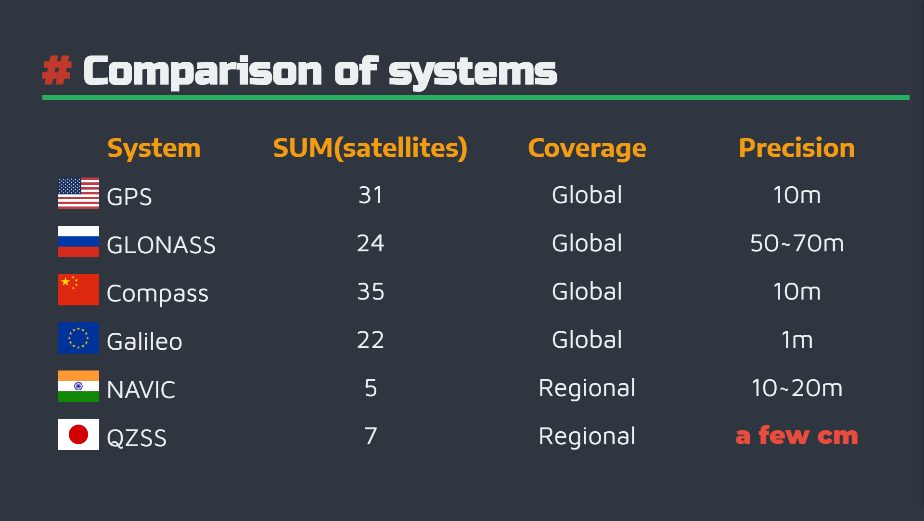 # Comparison of systems
System SUM(satellites) Coverage Precision
GPS 31 Global 10m
GLONASS 24 Global 50~70m
Compass 35 Global 10m
Galileo 22 Global 1m
NAVIC 5 Regional 10~20m
QZSS 7 Regional a few cm